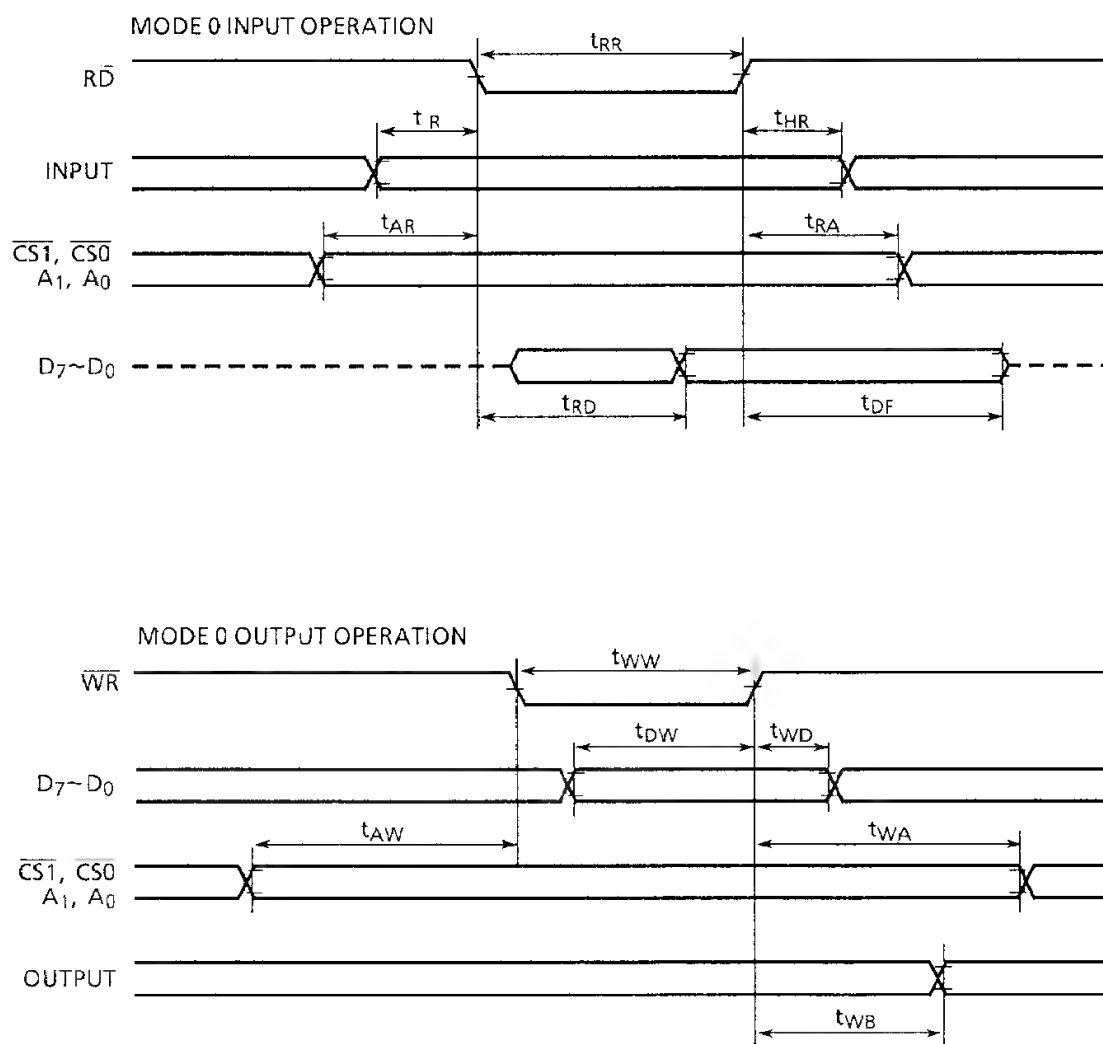 MODE 0 INPUT OPERATION
tRR
RD
t R
tHR
INPUT
tAR
tRA
CS1, CS0
A1, A0
D7~D0
tRD
tDF
MODE 0 OUTPUT OPERATION
tWW
WR
tDW
tWD
D7~D0
tAW
tWA
CS1, CS0
A1, A0
OUTPUT
tWB